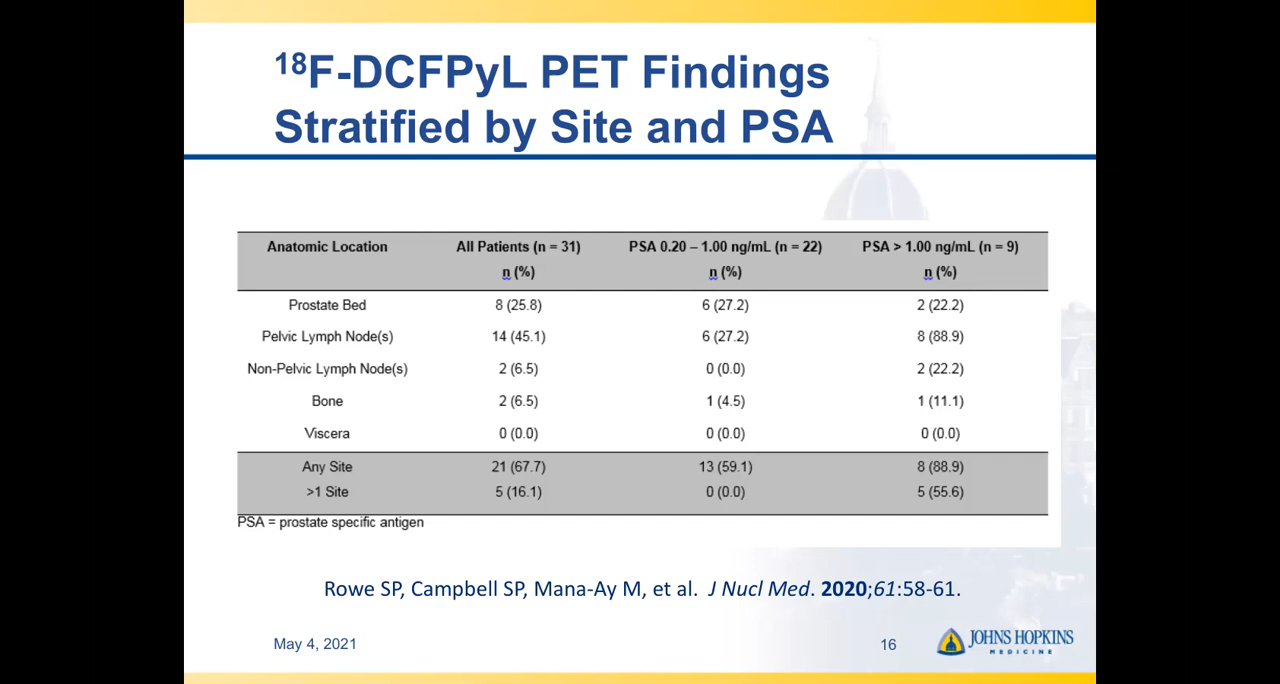 ¹⁸F-DCFPyL PET Findings
Stratified by Site and PSA
Anatomic Location All Patients (n = 31) PSA 0.20 – 1.00 ng/mL (n = 22) PSA > 1.00 ng/mL (n = 9)
n (%) n (%) n (%)
Prostate Bed 8 (25.8) 6 (27.2) 2 (22.2)
Pelvic Lymph Node(s) 14 (45.1) 6 (27.2) 8 (88.9)
Non-Pelvic Lymph Node(s) 2 (6.5) 0 (0.0) 2 (22.2)
Bone 2 (6.5) 1 (4.5) 1 (11.1)
Viscera 0 (0.0) 0 (0.0) 0 (0.0)
Any Site 21 (67.7) 13 (59.1) 8 (88.9)
>1 Site 5 (16.1) 0 (0.0) 5 (55.6)
PSA = prostate specific antigen
Rowe SP, Campbell SP, Mana-Ay M, et al. J Nucl Med. 2020;61:58-61.
May 4, 2021 16
JOHNS HOPKINS
MEDICINE